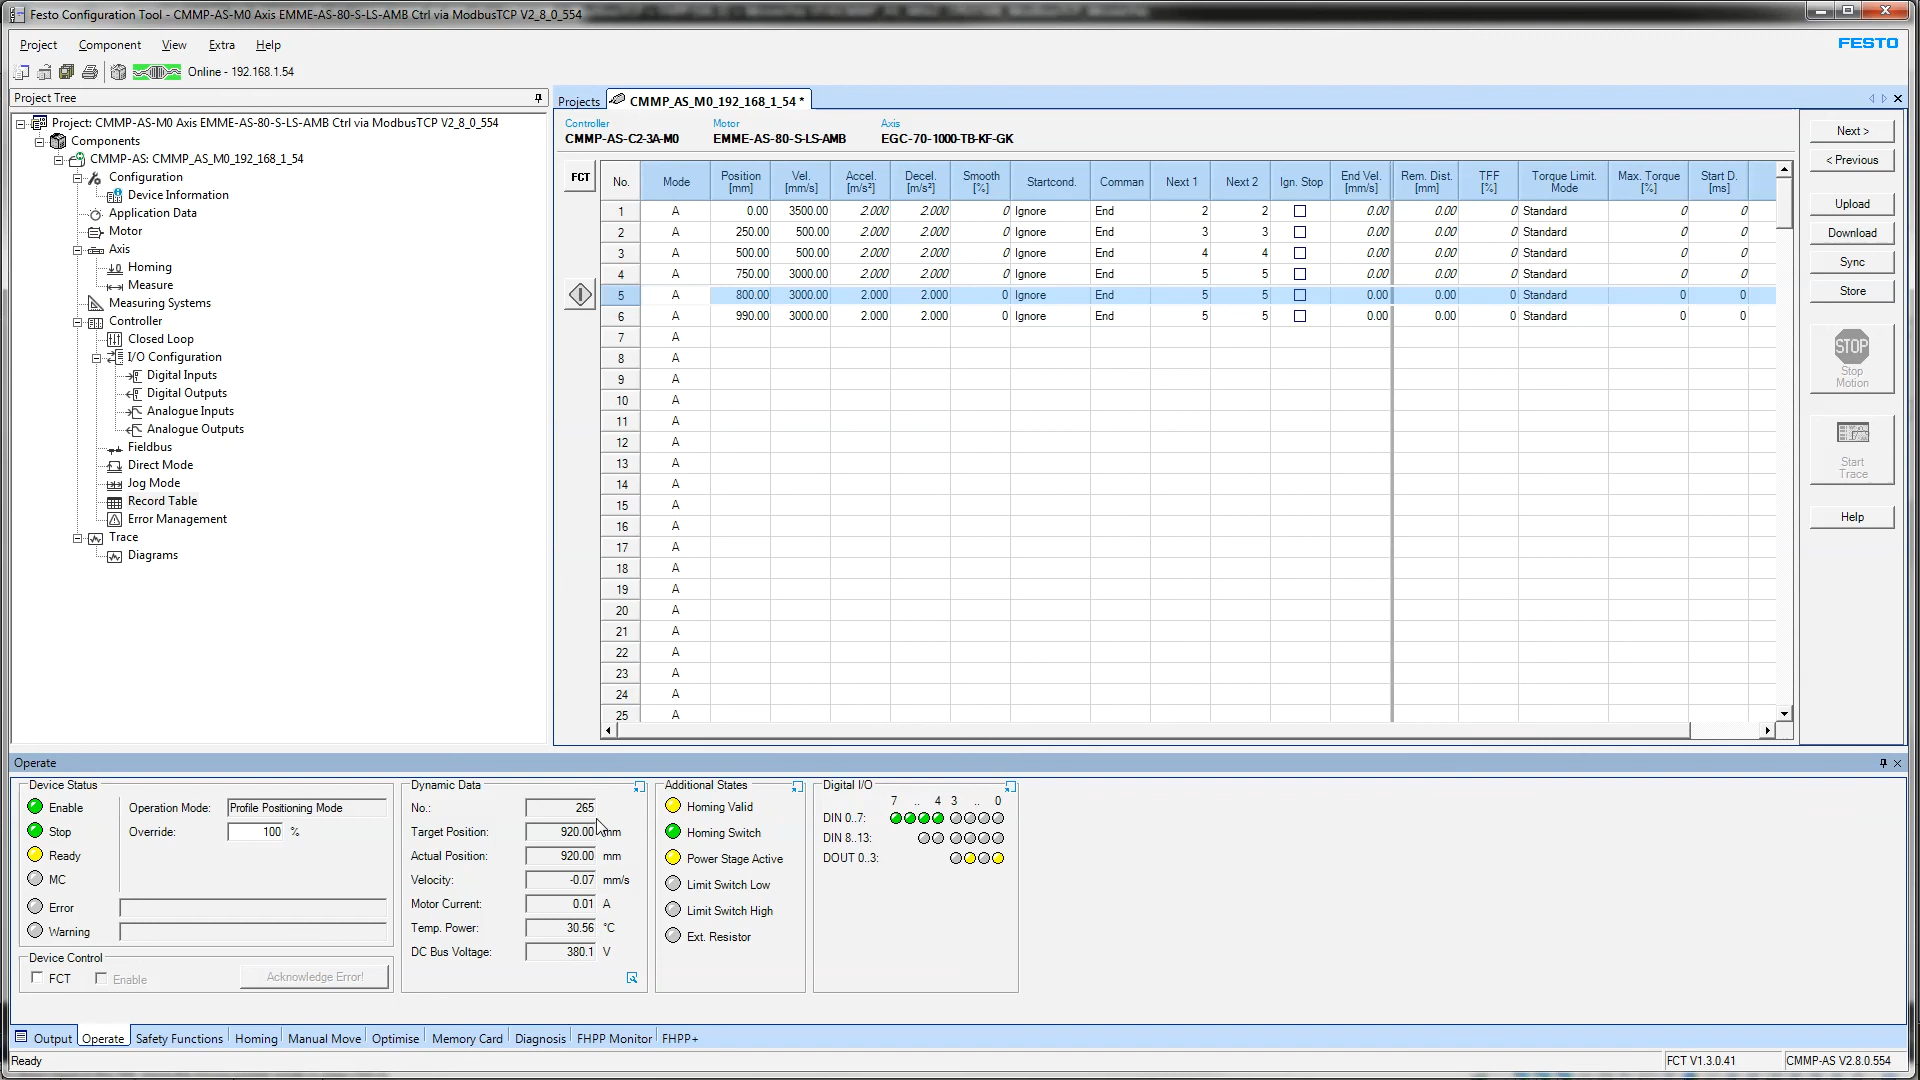 Festo Configuration Tool - CMMP-AS-M0 Axis EMME-AS-80-S-LS-AMB Ctrl via ModbusTCP V2_8_0_554
Project Component View Extra Help
FESTO
Online - 192.168.1.54
Project Tree
Project: CMMP-AS-M0 Axis EMME-AS-80-S-LS-AMB Ctrl via ModbusTCP V2_8_0_554
Components
CMMP-AS: CMMP_AS_M0_192_168_1_54
Configuration
Device Information
Application Data
Motor
Axis
Homing
Measure
Measuring Systems
Controller
Closed Loop
I/O Configuration
Digital Inputs
Digital Outputs
Analogue Inputs
Analogue Outputs
Fieldbus
Direct Mode
Jog Mode
Record Table
Error Management
Trace
Diagrams
Projects CMMP_AS_M0_192_168_1_54 *
Controller Motor Axis
CMMP-AS-C2-3A-M0 EMME-AS-80-S-LS-AMB EGC-70-1000-TB-KF-GK
FCT
No. Mode Position [mm] Vel. [mm/s] Accel. [m/s²] Decel. [m/s²] Smooth [%] Startcond. Comman Next 1 Next 2 Ign. Stop End Vel. [mm/s] Rem. Dist. [mm] TFF [%] Torque Limit. Mode Max. Torque [%] Start D. [ms]
1 A 0.00 3500.00 2.000 2.000 0 Ignore End 2 2 0.00 0.00 0 Standard 0 0
2 A 250.00 500.00 2.000 2.000 0 Ignore End 3 3 0.00 0.00 0 Standard 0 0
3 A 500.00 500.00 2.000 2.000 0 Ignore End 4 4 0.00 0.00 0 Standard 0 0
4 A 750.00 3000.00 2.000 2.000 0 Ignore End 5 5 0.00 0.00 0 Standard 0 0
5 A 800.00 3000.00 2.000 2.000 0 Ignore End 5 5 0.00 0.00 0 Standard 0 0
6 A 990.00 3000.00 2.000 2.000 0 Ignore End 5 5 0.00 0.00 0 Standard 0 0
7 A
8 A
9 A
10 A
11 A
12 A
13 A
14 A
15 A
16 A
17 A
18 A
19 A
20 A
21 A
22 A
23 A
24 A
25 A
Next >
< Previous
Upload
Download
Sync
Store
STOP
Stop
Motion
Start
Trace
Help
Operate
Device Status
Enable
Stop
Ready
MC
Error
Warning
Operation Mode: Profile Positioning Mode
Override: 100 %
Device Control
FCT Enable Acknowledge Error!
Dynamic Data
No.: 265
Target Position: 920.00 mm
Actual Position: 920.00 mm
Velocity: -0.07 mm/s
Motor Current: 0.01 A
Temp. Power: 30.56 °C
DC Bus Voltage: 380.1 V
Additional States
Homing Valid
Homing Switch
Power Stage Active
Limit Switch Low
Limit Switch High
Ext. Resistor
Digital I/O
7 .. 4 3 .. 0
DIN 0..7:
DIN 8..13:
DOUT 0..3:
Output Operate Safety Functions Homing Manual Move Optimise Memory Card Diagnosis FHPP Monitor FHPP+
Ready
FCT V1.3.0.41
CMMP-AS V2.8.0.554